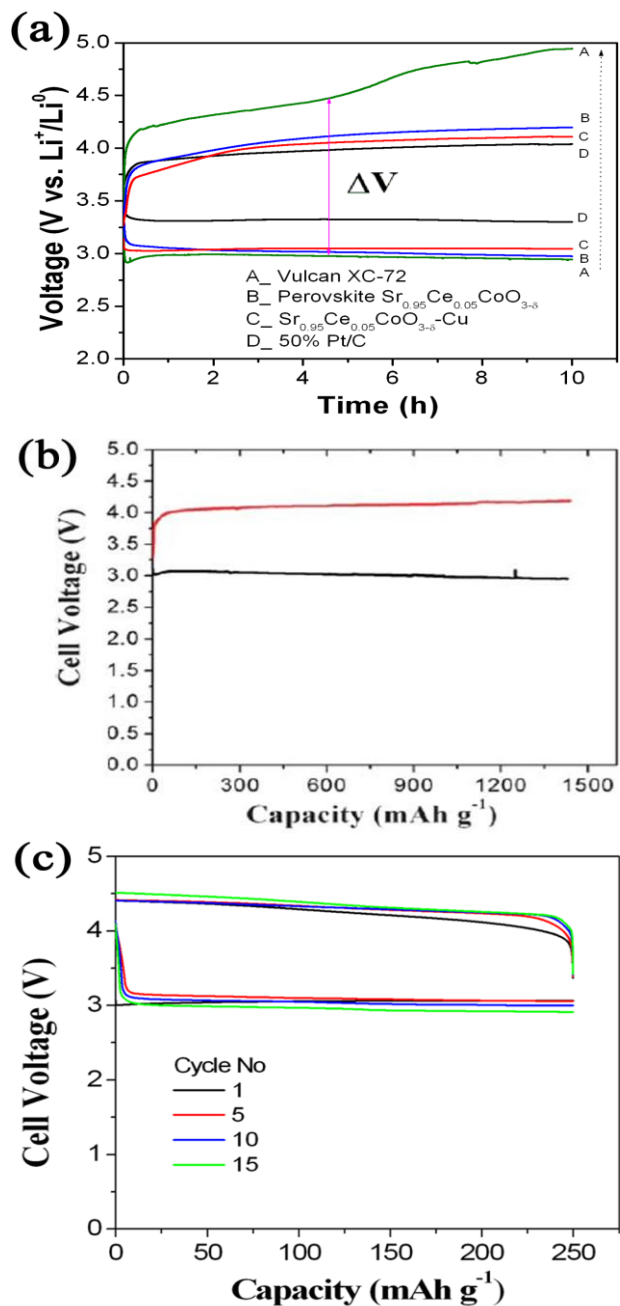 (a)
5.0
4.5
4.0
3.5
3.0
2.5
2.0
Voltage (V vs. Li⁺/Li⁰)
A
B
C
D
ΔV
D
C
B
A
A_ Vulcan XC-72
B_ Perovskite Sr₀.₉₅Ce₀.₀₅CoO₃₋δ
C_ Sr₀.₉₅Ce₀.₀₅CoO₃₋δ-Cu
D_ 50% Pt/C
0 2 4 6 8 10
Time (h)
(b)
5.0
4.5
4.0
3.5
3.0
2.5
2.0
1.5
1.0
0.5
0.0
Cell Voltage (V)
0 300 600 900 1200 1500
Capacity (mAh g⁻¹)
(c)
5
4
3
2
1
0
Cell Voltage (V)
Cycle No
1
5
10
15
0 50 100 150 200 250
Capacity (mAh g⁻¹)